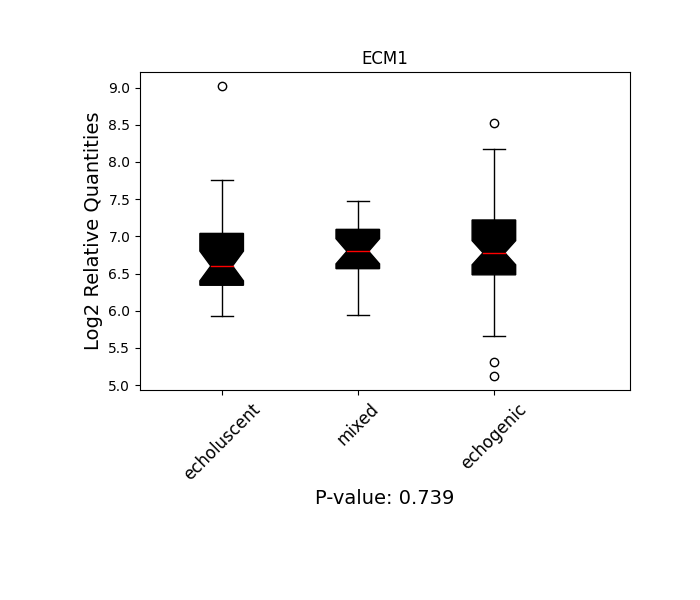 ECM1
Log2 Relative Quantities
9.0
8.5
8.0
7.5
7.0
6.5
6.0
5.5
5.0
echoluscent
mixed
echogenic
P-value: 0.739